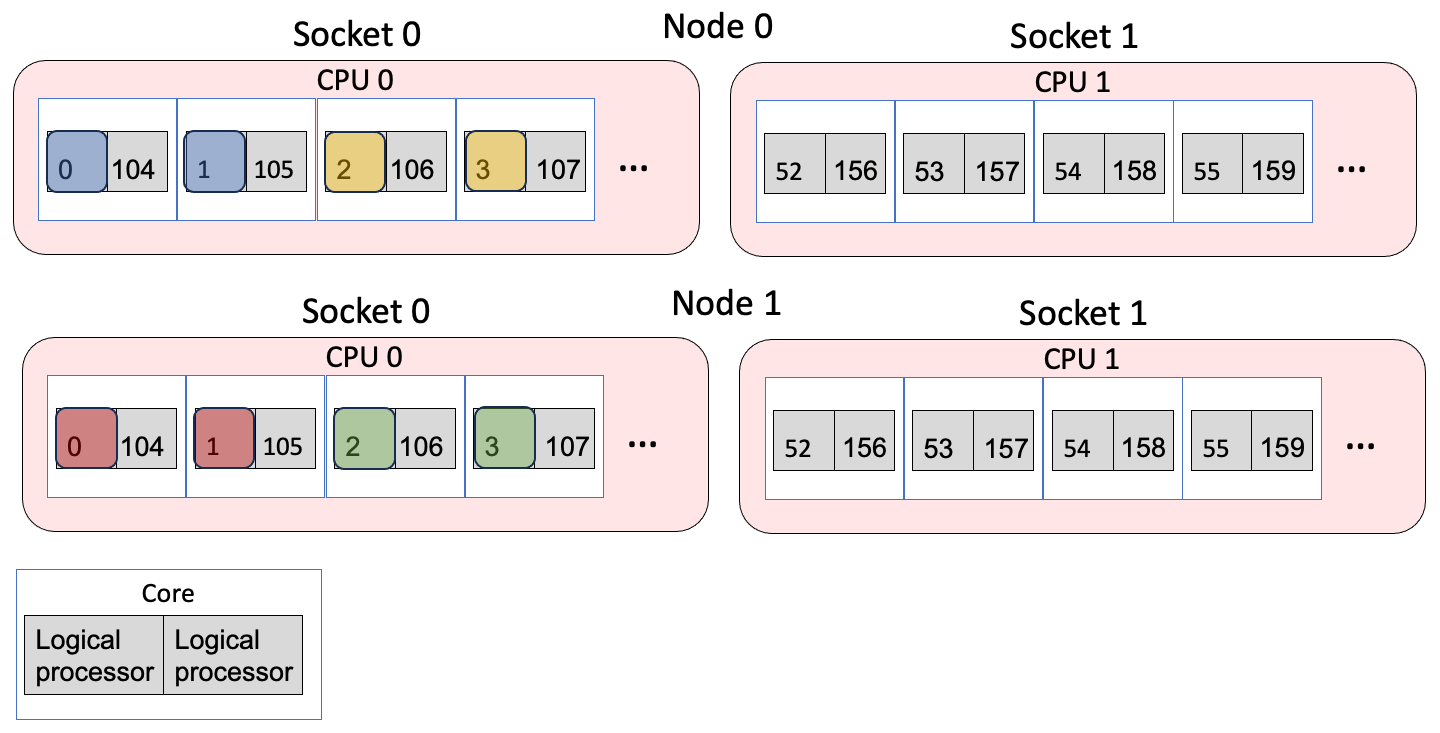 Node 0
Socket 0
Socket 1
CPU 0
CPU 1
0 104 1 105 2 106 3 107 ...
52 156 53 157 54 158 55 159 ...
Node 1
Socket 0
Socket 1
CPU 0
CPU 1
0 104 1 105 2 106 3 107 ...
52 156 53 157 54 158 55 159 ...
Core
Logical
processor
Logical
processor